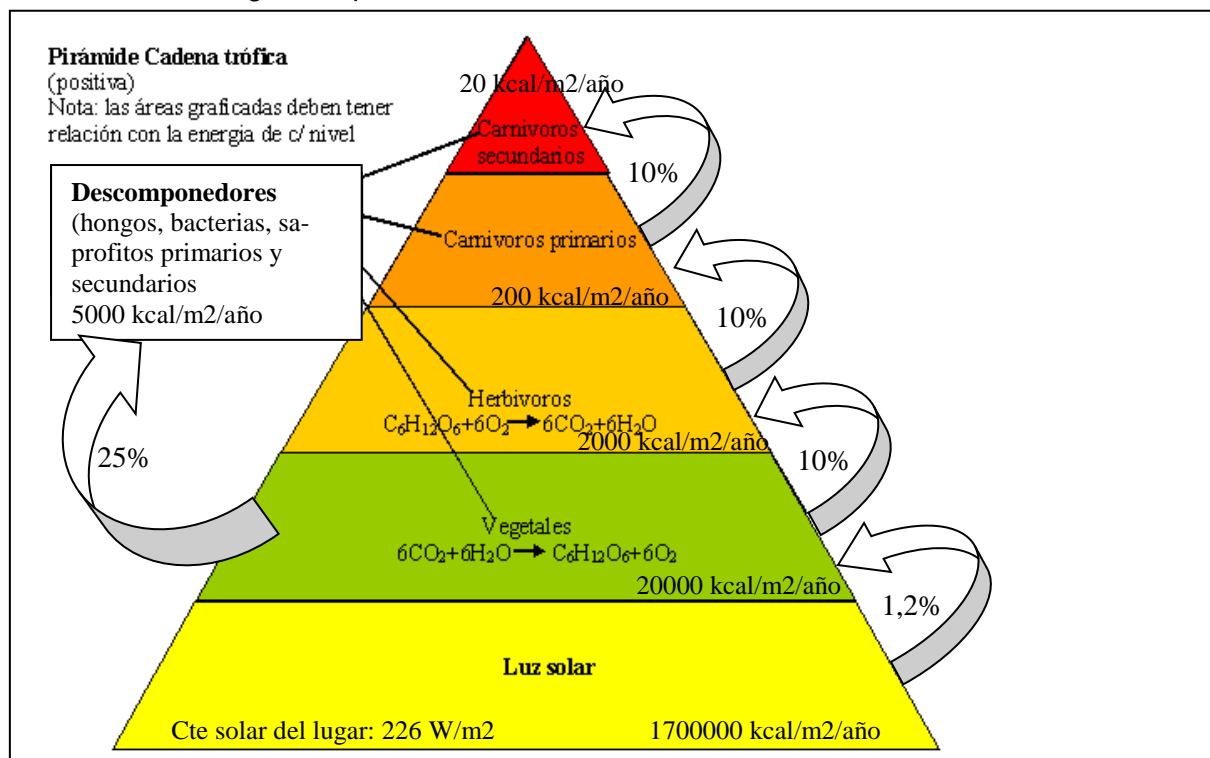 Pirámide Cadena trófica
(positiva)
Nota: las áreas graficadas deben tener
relación con la energia de c/ nivel
20 kcal/m2/año
Carnivoros
secundarios
10%
Descomponedores
(hongos, bacterias, sa-
profitos primarios y
secundarios
5000 kcal/m2/año
Carnivoros primarios
200 kcal/m2/año
10%
Herbivoros
C₆H₁₂O₆+6O₂→6CO₂+6H₂O
2000 kcal/m2/año
10%
25%
Vegetales
6CO₂+6H₂O→C₆H₁₂O₆+6O₂
20000 kcal/m2/año
1,2%
Luz solar
Cte solar del lugar: 226 W/m2
1700000 kcal/m2/año